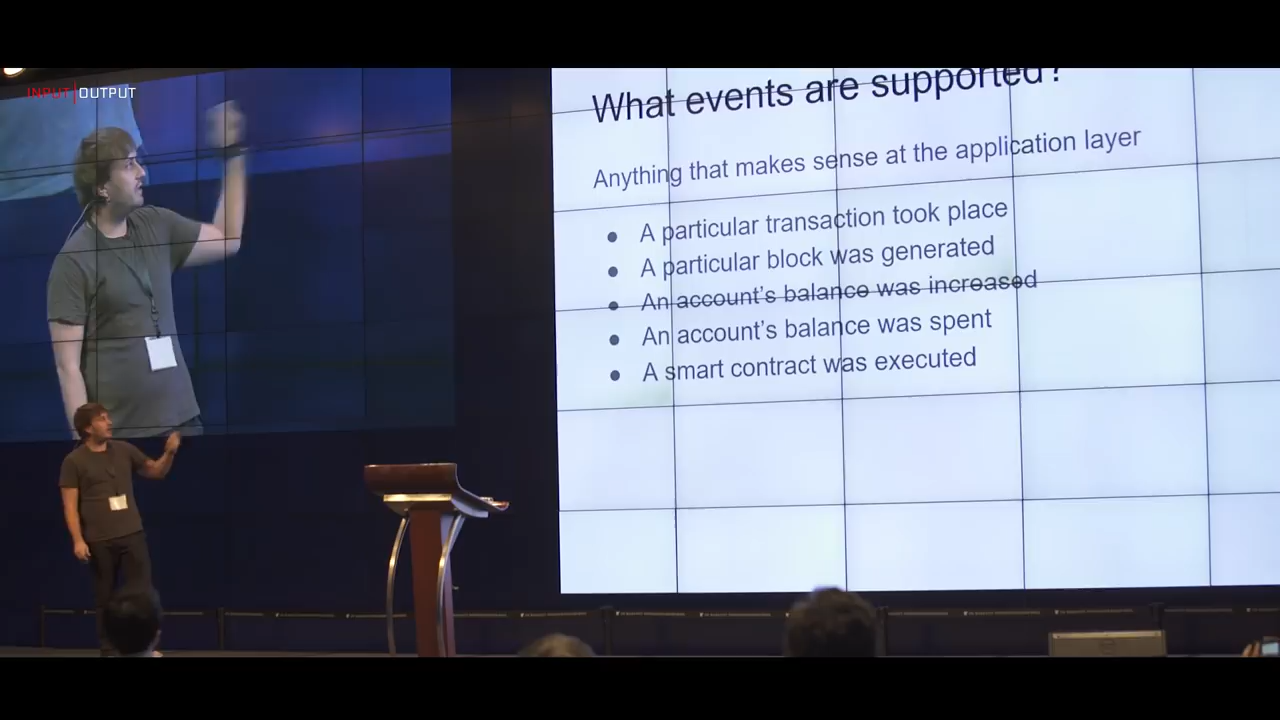 INPUT|OUTPUT
What events are supported?
Anything that makes sense at the application layer
● A particular transaction took place
● A particular block was generated
● An account's balance was increased
● An account's balance was spent
● A smart contract was executed